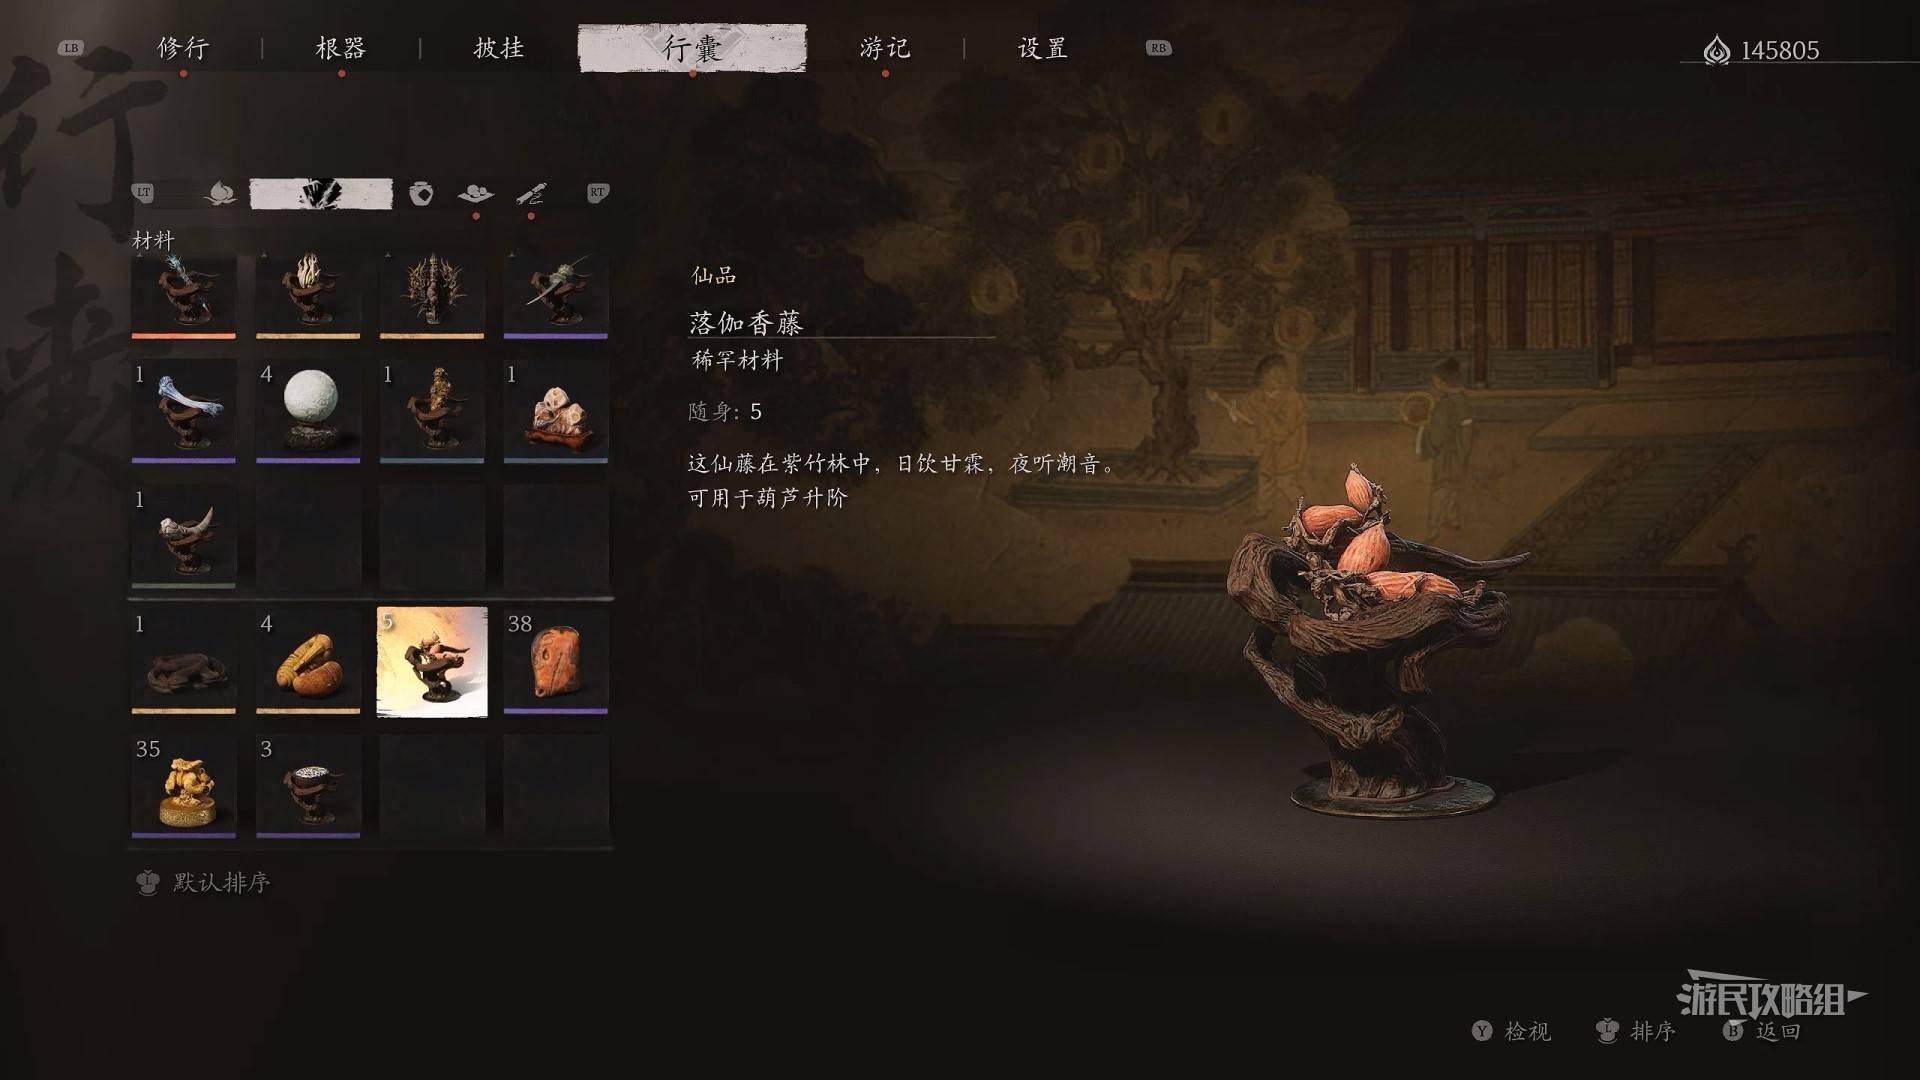 LB 修行 根器 披挂 行囊 游记 设置 RB 145805
行囊
LT RT
材料
1 4 1 1
1
1 4 5 38
35 3
默认排序
仙品
落伽香藤
稀罕材料
随身: 5
这仙藤在紫竹林中，日饮甘霖，夜听潮音。
可用于葫芦升阶
游民攻略组
Y 检视 L 排序 B 返回